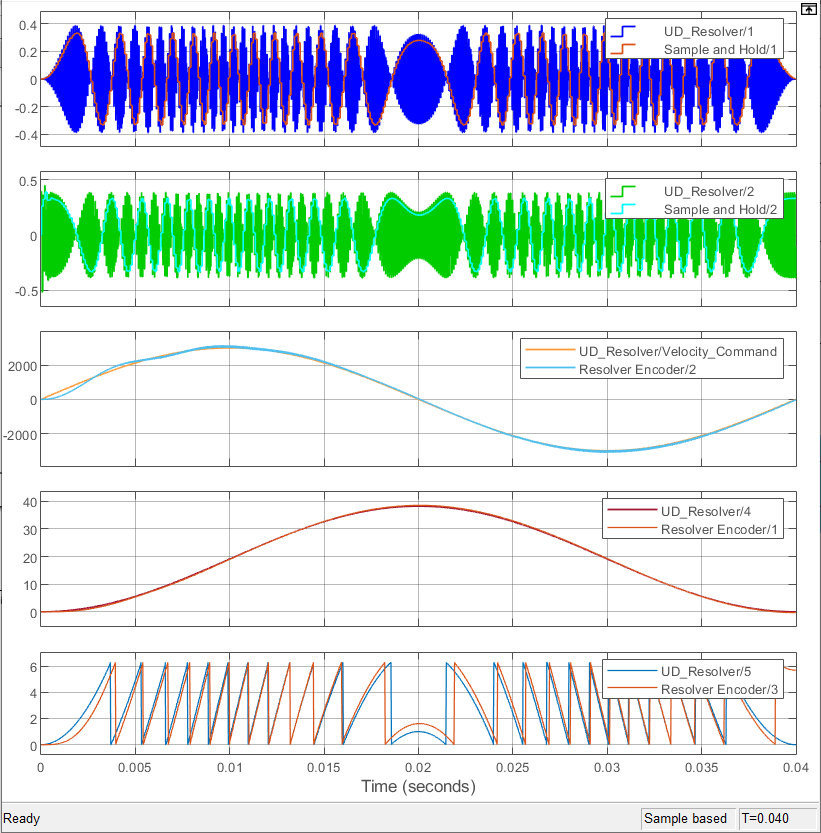 0.4
0.2
0
-0.2
-0.4
UD_Resolver/1
Sample and Hold/1
0.5
0
-0.5
UD_Resolver/2
Sample and Hold/2
2000
0
-2000
UD_Resolver/Velocity_Command
Resolver Encoder/2
40
30
20
10
0
UD_Resolver/4
Resolver Encoder/1
6
4
2
0
UD_Resolver/5
Resolver Encoder/3
0 0.005 0.01 0.015 0.02 0.025 0.03 0.035 0.04
Time (seconds)
Ready Sample based T=0.040